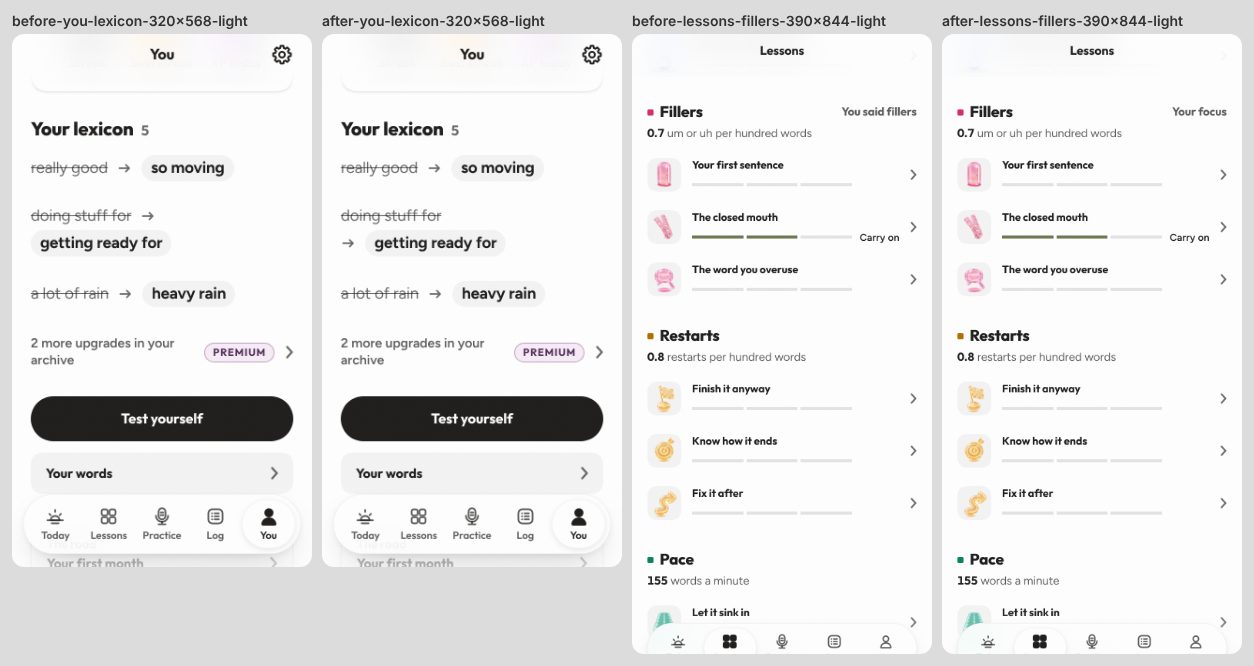 before-you-lexicon-320×568-light
You
Your lexicon 5
really good → so moving
doing stuff for →
getting ready for
a lot of rain → heavy rain
2 more upgrades in your
archive
PREMIUM
Test yourself
Your words
Today
Lessons
Practice
Log
You
The road
Your first month
after-you-lexicon-320×568-light
You
Your lexicon 5
really good → so moving
doing stuff for
→ getting ready for
a lot of rain → heavy rain
2 more upgrades in your
archive
PREMIUM
Test yourself
Your words
Today
Lessons
Practice
Log
You
Your first month
before-lessons-fillers-390×844-light
Lessons
Fillers
You said fillers
0.7 um or uh per hundred words
Your first sentence
The closed mouth
Carry on
The word you overuse
Restarts
0.8 restarts per hundred words
Finish it anyway
Know how it ends
Fix it after
Pace
155 words a minute
Let it sink in
after-lessons-fillers-390×844-light
Lessons
Fillers
Your focus
0.7 um or uh per hundred words
Your first sentence
The closed mouth
Carry on
The word you overuse
Restarts
0.8 restarts per hundred words
Finish it anyway
Know how it ends
Fix it after
Pace
155 words a minute
Let it sink in